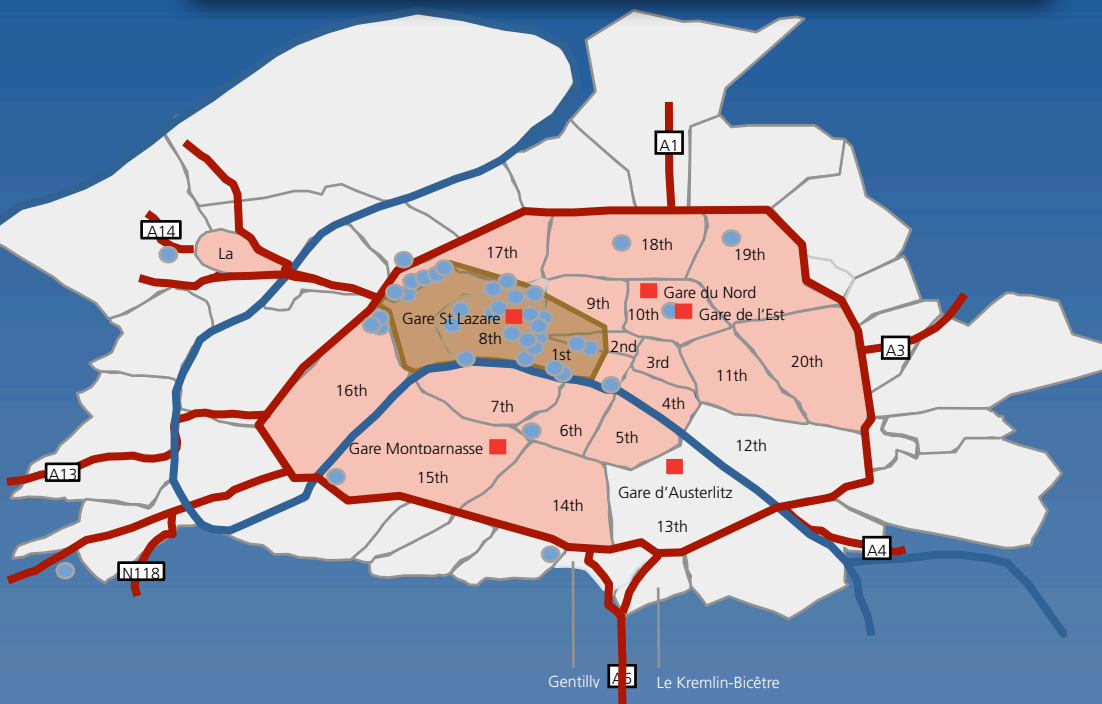 A1
A14
La
17th
18th
19th
Gare du Nord
9th
10th
Gare de l'Est
Gare St Lazare
8th
1st
2nd
3rd
A3
16th
11th
20th
7th
4th
6th
5th
12th
Gare Montparnasse
15th
A13
Gare d'Austerlitz
14th
13th
A4
N118
Gentilly
A6
Le Kremlin-Bicêtre